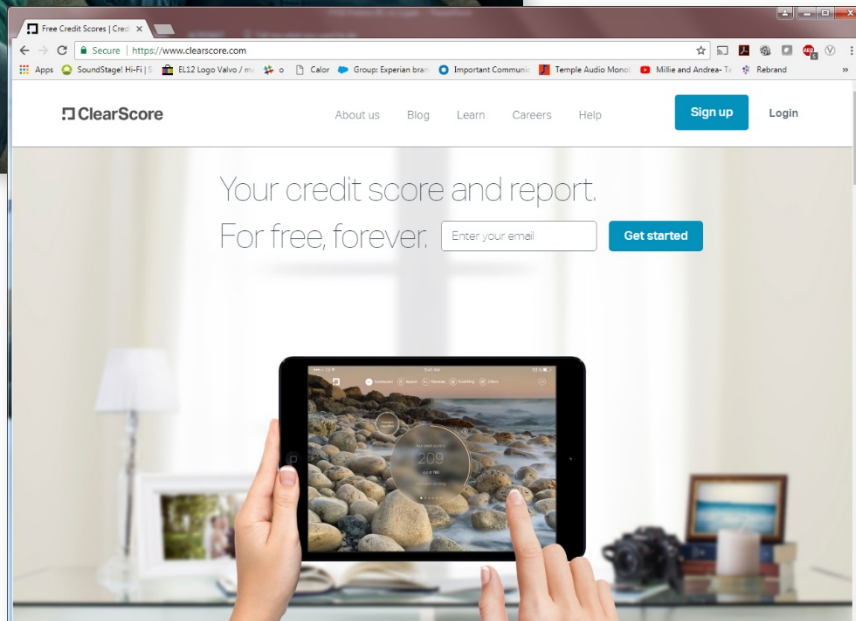 Free Credit Scores | Cred
Secure | https://www.clearscore.com
Apps SoundStage! Hi-Fi | S EL12 Logo Valvo / ma o Calor Group: Experian bran Important Communic Temple Audio Mono Millie and Andrea- Ta Rebrand »
ClearScore About us Blog Learn Careers Help Sign up Login
Your credit score and report.
For free, forever. Enter your email Get started
209